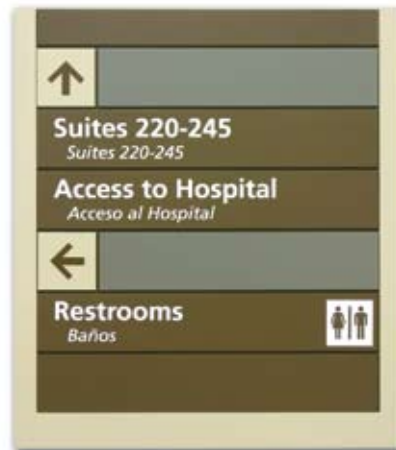 Suites 220-245
Suites 220-245
Access to Hospital
Acceso al Hospital
Restrooms
Baños